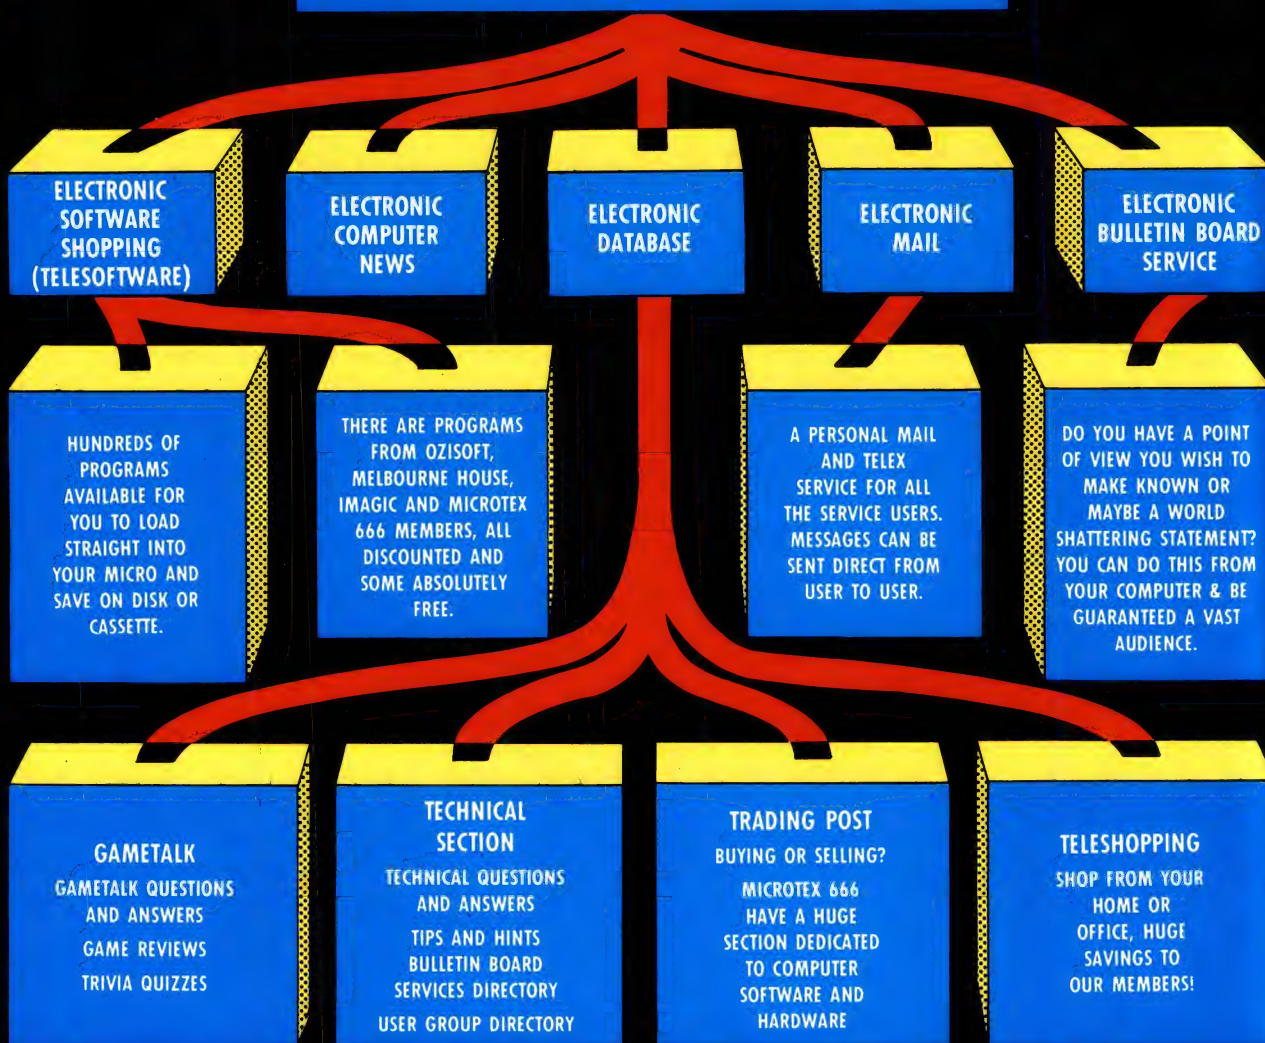 ELECTRONIC
SOFTWARE
SHOPPING
(TELESOFTWARE)
ELECTRONIC
COMPUTER
NEWS
ELECTRONIC
DATABASE
ELECTRONIC
MAIL
ELECTRONIC
BULLETIN BOARD
SERVICE
HUNDREDS OF
PROGRAMS
AVAILABLE FOR
YOU TO LOAD
STRAIGHT INTO
YOUR MICRO AND
SAVE ON DISK OR
CASSETTE.
THERE ARE PROGRAMS
FROM OZISOFT,
MELBOURNE HOUSE,
IMAGIC AND MICROTEX
666 MEMBERS, ALL
DISCOUNTED AND
SOME ABSOLUTELY
FREE.
A PERSONAL MAIL
AND TELEX
SERVICE FOR ALL
THE SERVICE USERS.
MESSAGES CAN BE
SENT DIRECT FROM
USER TO USER.
DO YOU HAVE A POINT
OF VIEW YOU WISH TO
MAKE KNOWN OR
MAYBE A WORLD
SHATTERING STATEMENT?
YOU CAN DO THIS FROM
YOUR COMPUTER & BE
GUARANTEED A VAST
AUDIENCE.
GAMETALK
GAMETALK QUESTIONS
AND ANSWERS
GAME REVIEWS
TRIVIA QUIZZES
TECHNICAL
SECTION
TECHNICAL QUESTIONS
AND ANSWERS
TIPS AND HINTS
BULLETIN BOARD
SERVICES DIRECTORY
USER GROUP DIRECTORY
TRADING POST
BUYING OR SELLING?
MICROTEX 666
HAVE A HUGE
SECTION DEDICATED
TO COMPUTER
SOFTWARE AND
HARDWARE
TELESHOPPING
SHOP FROM YOUR
HOME OR
OFFICE, HUGE
SAVINGS TO
OUR MEMBERS!